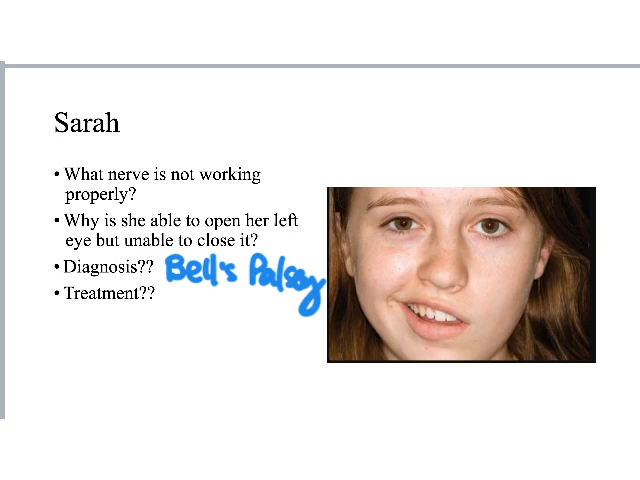 Sarah
• What nerve is not working
properly?
• Why is she able to open her left
eye but unable to close it?
• Diagnosis?? Bell's Palsey
• Treatment??